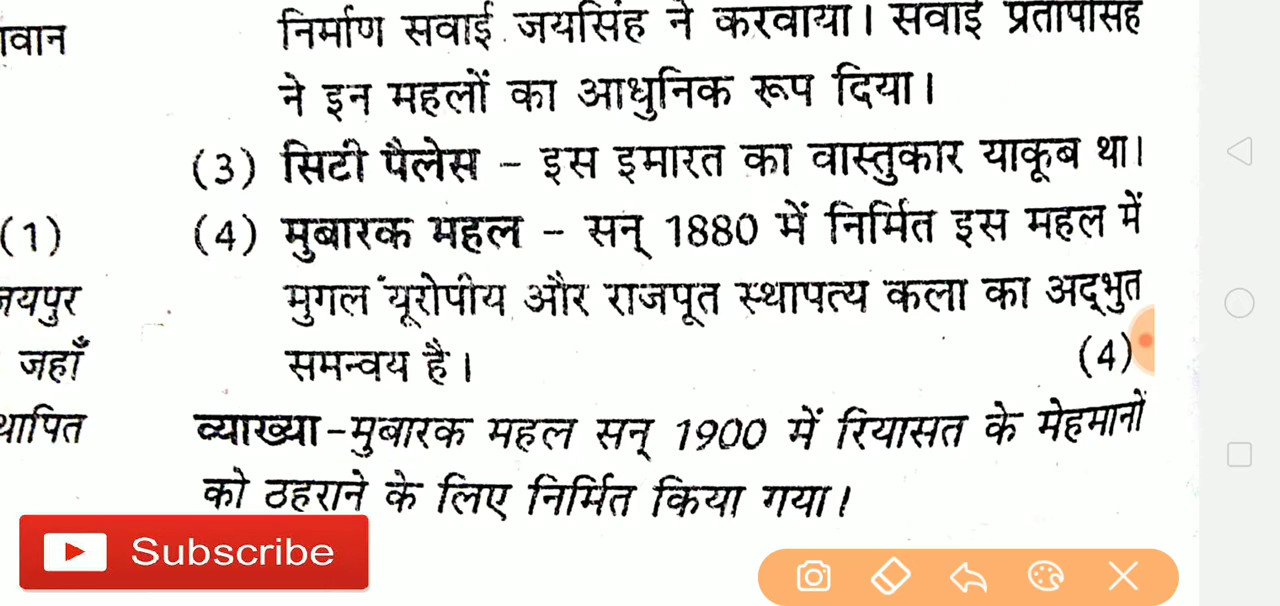 निर्माण सवाई जयसिंह ने करवाया। सवाई प्रतापसिंह
ने इन महलों का आधुनिक रूप दिया।
(3) सिटी पैलेस - इस इमारत का वास्तुकार याकूब था।
(4) मुबारक महल - सन् 1880 में निर्मित इस महल में
मुगल यूरोपीय और राजपूत स्थापत्य कला का अद्भुत
समन्वय है। (4)
व्याख्या-मुबारक महल सन् 1900 में रियासत के मेहमानों
को ठहराने के लिए निर्मित किया गया।
(1)
जहाँ
Subscribe